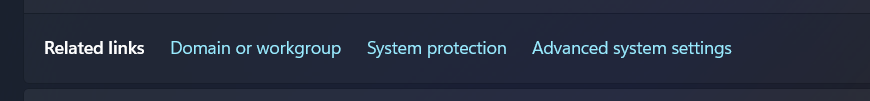 Related links Domain or workgroup System protection Advanced system settings